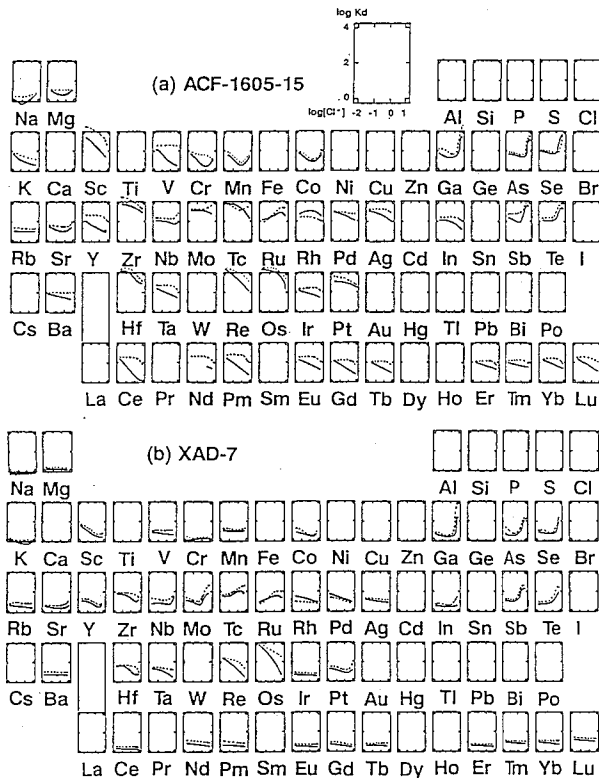 log Kd
4
2
0
log[Cl⁻] -2 -1 0 1
(a) ACF-1605-15
Na Mg Al Si P S Cl
K Ca Sc Ti V Cr Mn Fe Co Ni Cu Zn Ga Ge As Se Br
Rb Sr Y Zr Nb Mo Tc Ru Rh Pd Ag Cd In Sn Sb Te I
Cs Ba Hf Ta W Re Os Ir Pt Au Hg Tl Pb Bi Po
La Ce Pr Nd Pm Sm Eu Gd Tb Dy Ho Er Tm Yb Lu
(b) XAD-7
Na Mg Al Si P S Cl
K Ca Sc Ti V Cr Mn Fe Co Ni Cu Zn Ga Ge As Se Br
Rb Sr Y Zr Nb Mo Tc Ru Rh Pd Ag Cd In Sn Sb Te I
Cs Ba Hf Ta W Re Os Ir Pt Au Hg Tl Pb Bi Po
La Ce Pr Nd Pm Sm Eu Gd Tb Dy Ho Er Tm Yb Lu